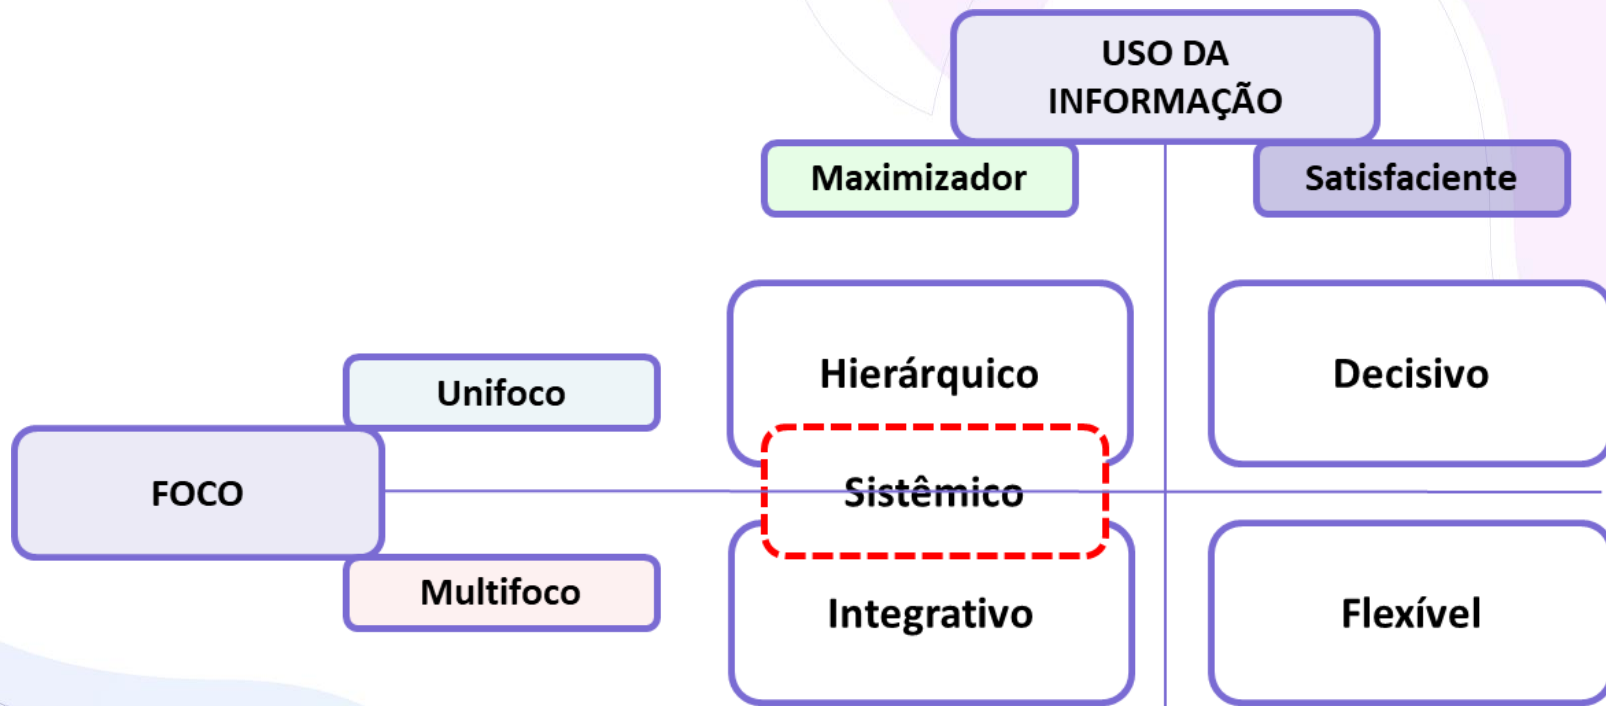 USO DA
INFORMAÇÃO
Maximizador
Satisfaciente
Hierárquico
Decisivo
Unifoco
FOCO
Sistêmico
Multifoco
Integrativo
Flexível